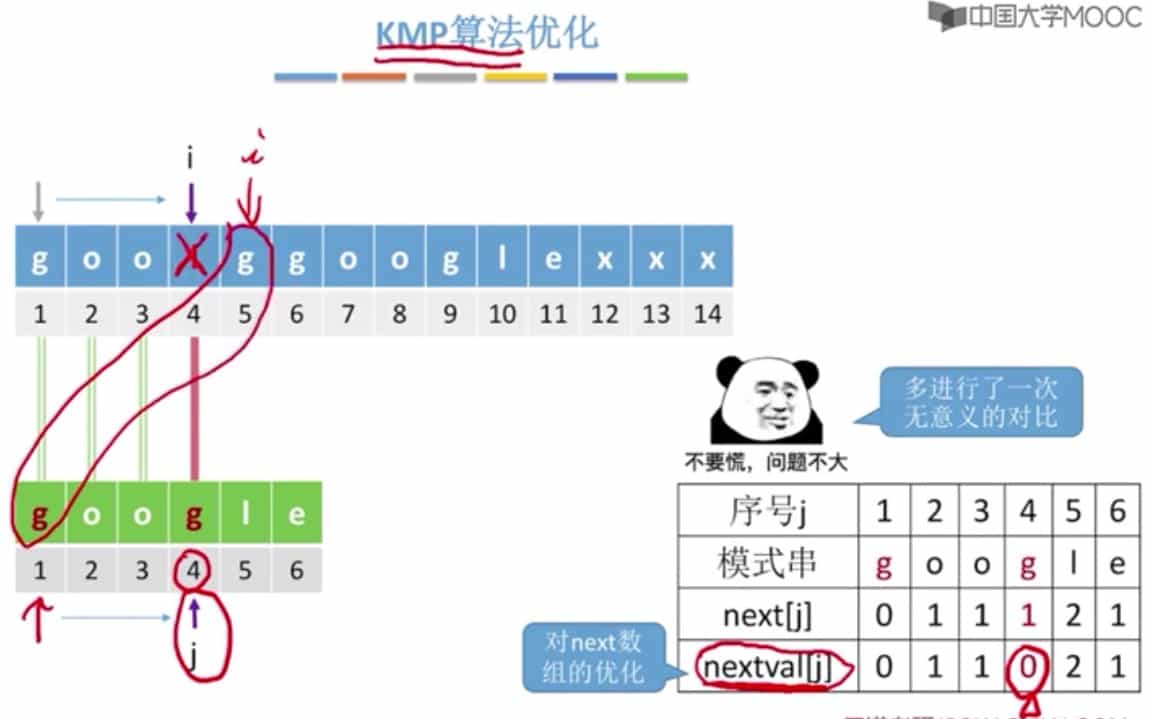 中国大学MOOC
KMP算法优化
i i
g o o X g g o o g l e x x x
1 2 3 4 5 6 7 8 9 10 11 12 13 14
多进行了一次
无意义的对比
不要慌，问题不大
g o o g l e
1 2 3 4 5 6
j
序号j 1 2 3 4 5 6
模式串 g o o g l e
next[j] 0 1 1 1 2 1
nextval[j] 0 1 1 0 2 1
对next数
组的优化